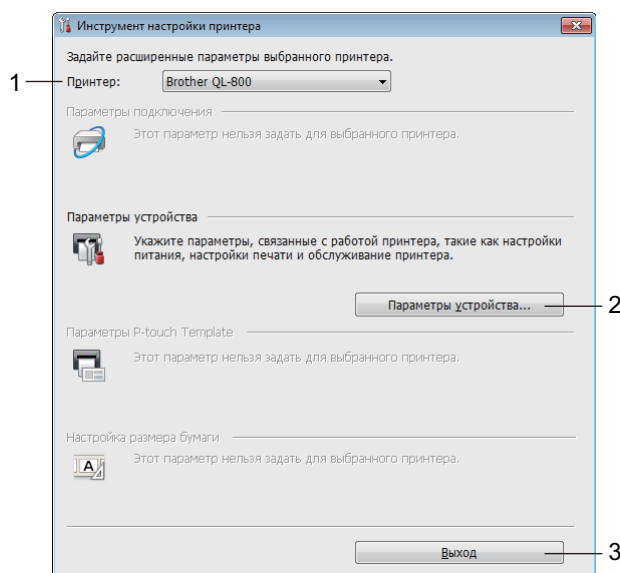 Инструмент настройки принтера
Задайте расширенные параметры выбранного принтера.
1
Принтер: Brother QL-800
Параметры подключения
Этот параметр нельзя задать для выбранного принтера.
Параметры устройства
Укажите параметры, связанные с работой принтера, такие как настройки
питания, настройки печати и обслуживание принтера.
Параметры устройства...
2
Параметры P-touch Template
Этот параметр нельзя задать для выбранного принтера.
Настройка размера бумаги
A
Этот параметр нельзя задать для выбранного принтера.
Выход
3